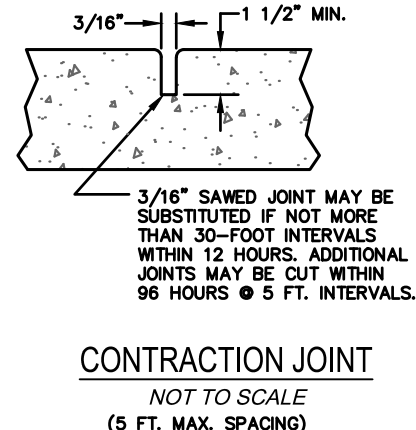 3/16" 1 1/2" MIN.
3/16" SAWED JOINT MAY BE
SUBSTITUTED IF NOT MORE
THAN 30-FOOT INTERVALS
WITHIN 12 HOURS. ADDITIONAL
JOINTS MAY BE CUT WITHIN
96 HOURS @ 5 FT. INTERVALS.
CONTRACTION JOINT
NOT TO SCALE
(5 FT. MAX. SPACING)